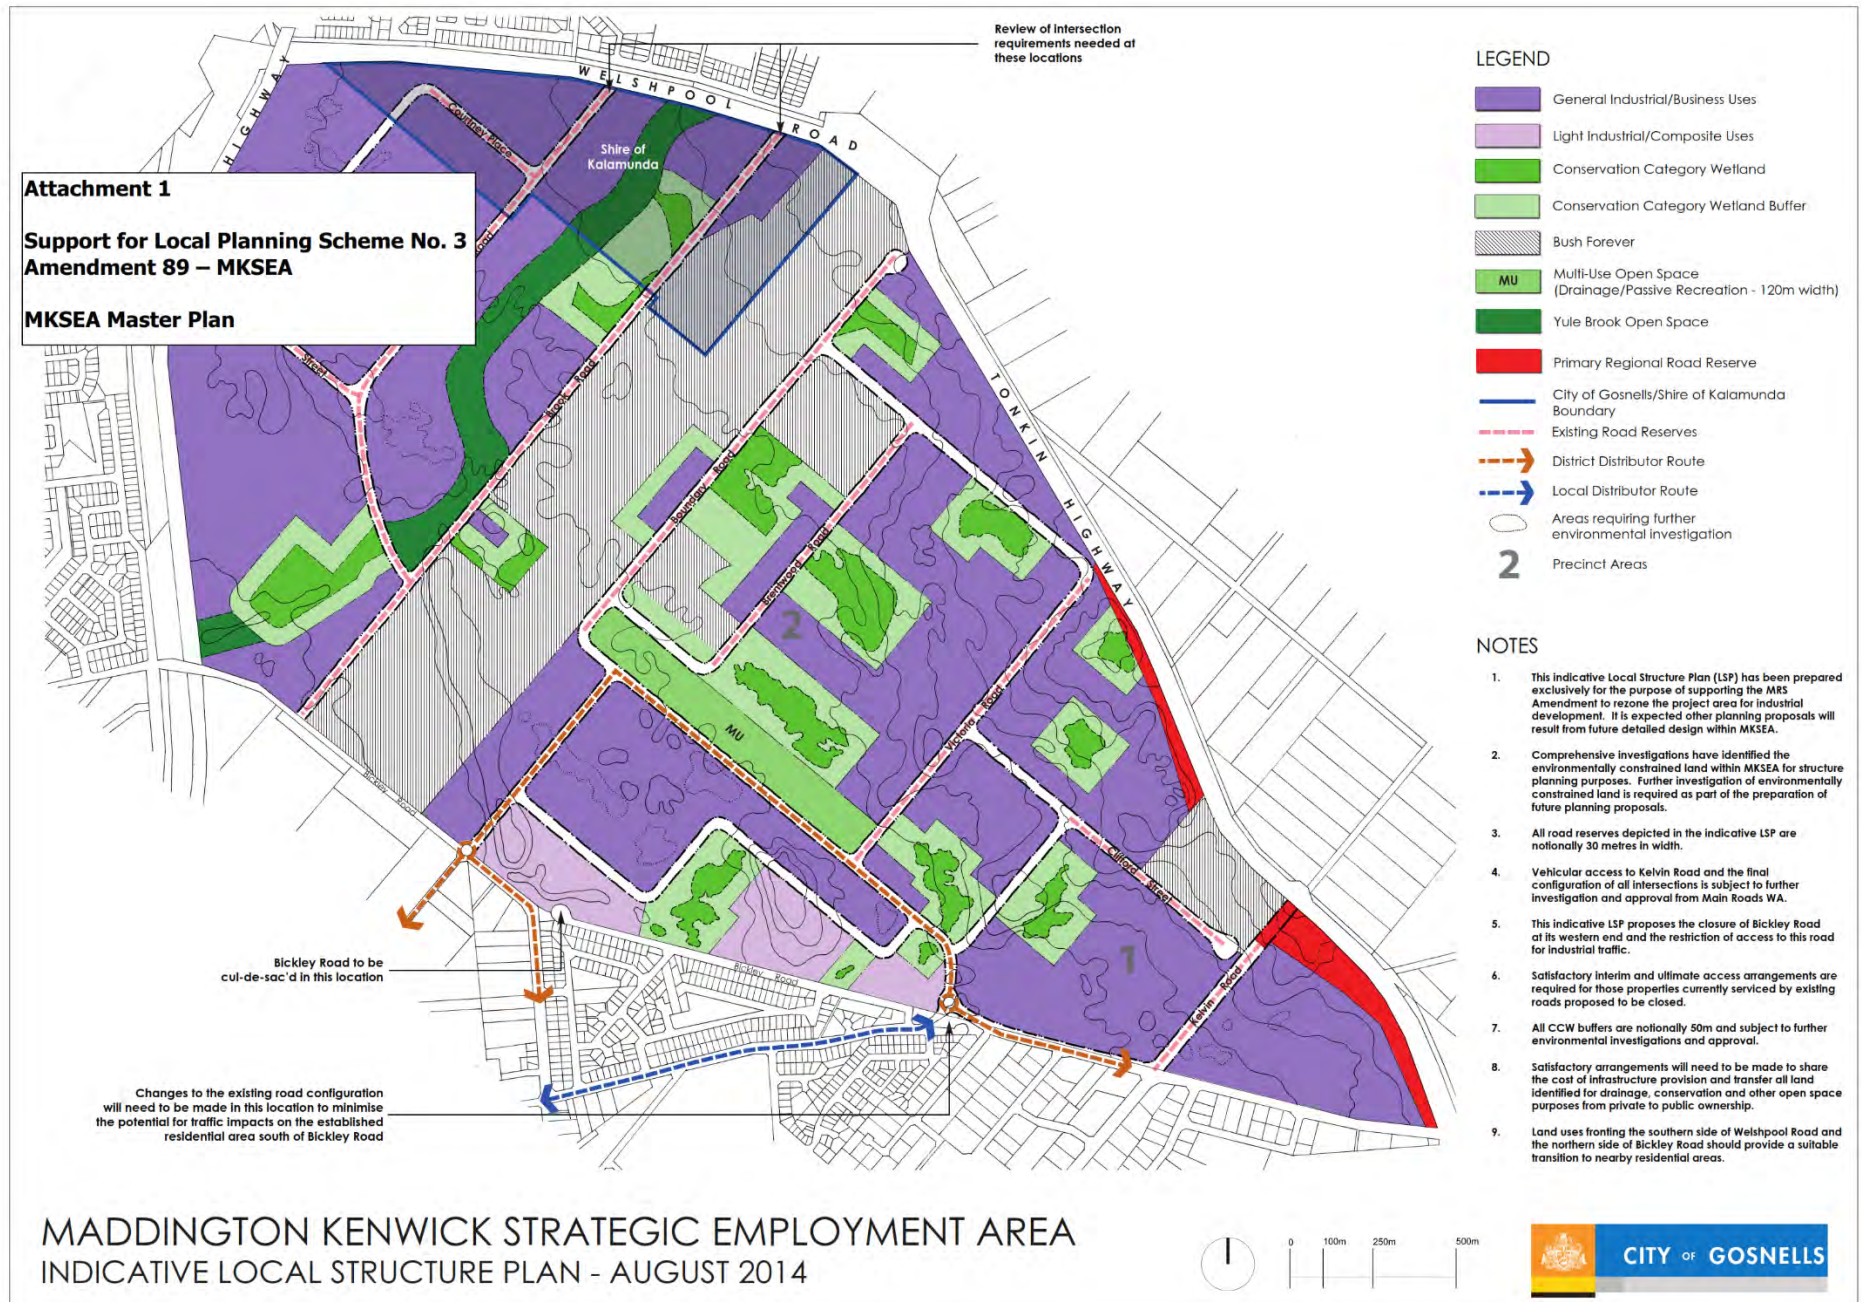 Review of intersection
requirements needed at
these locations
HIGHWAY
WELSHPOOL ROAD
Courtney Place
Shire of
Kalamunda
Attachment 1
Support for Local Planning Scheme No. 3
Amendment 89 – MKSEA
MKSEA Master Plan
Road
Street
Brook Road
TONKIN HIGHWAY
Boundary Road
Brentwood Road
2
Victoria Road
MU
Bickley Road
Clifford Street
1
Kelvin Road
Bickley Road
Bickley Road to be
cul-de-sac'd in this location
Changes to the existing road configuration
will need to be made in this location to minimise
the potential for traffic impacts on the established
residential area south of Bickley Road
LEGEND
General Industrial/Business Uses
Light Industrial/Composite Uses
Conservation Category Wetland
Conservation Category Wetland Buffer
Bush Forever
MU
Multi-Use Open Space
(Drainage/Passive Recreation - 120m width)
Yule Brook Open Space
Primary Regional Road Reserve
City of Gosnells/Shire of Kalamunda
Boundary
Existing Road Reserves
District Distributor Route
Local Distributor Route
Areas requiring further
environmental investigation
2
Precinct Areas
NOTES
1. This indicative Local Structure Plan (LSP) has been prepared
exclusively for the purpose of supporting the MRS
Amendment to rezone the project area for industrial
development. It is expected other planning proposals will
result from future detailed design within MKSEA.
2. Comprehensive investigations have identified the
environmentally constrained land within MKSEA for structure
planning purposes. Further investigation of environmentally
constrained land is required as part of the preparation of
future planning proposals.
3. All road reserves depicted in the indicative LSP are
notionally 30 metres in width.
4. Vehicular access to Kelvin Road and the final
configuration of all intersections is subject to further
investigation and approval from Main Roads WA.
5. This indicative LSP proposes the closure of Bickley Road
at its western end and the restriction of access to this road
for industrial traffic.
6. Satisfactory interim and ultimate access arrangements are
required for those properties currently serviced by existing
roads proposed to be closed.
7. All CCW buffers are notionally 50m and subject to further
environmental investigations and approval.
8. Satisfactory arrangements will need to be made to share
the cost of infrastructure provision and transfer all land
identified for drainage, conservation and other open space
purposes from private to public ownership.
9. Land uses fronting the southern side of Welshpool Road and
the northern side of Bickley Road should provide a suitable
transition to nearby residential areas.
MADDINGTON KENWICK STRATEGIC EMPLOYMENT AREA
INDICATIVE LOCAL STRUCTURE PLAN - AUGUST 2014
0 100m 250m 500m
CITY OF GOSNELLS